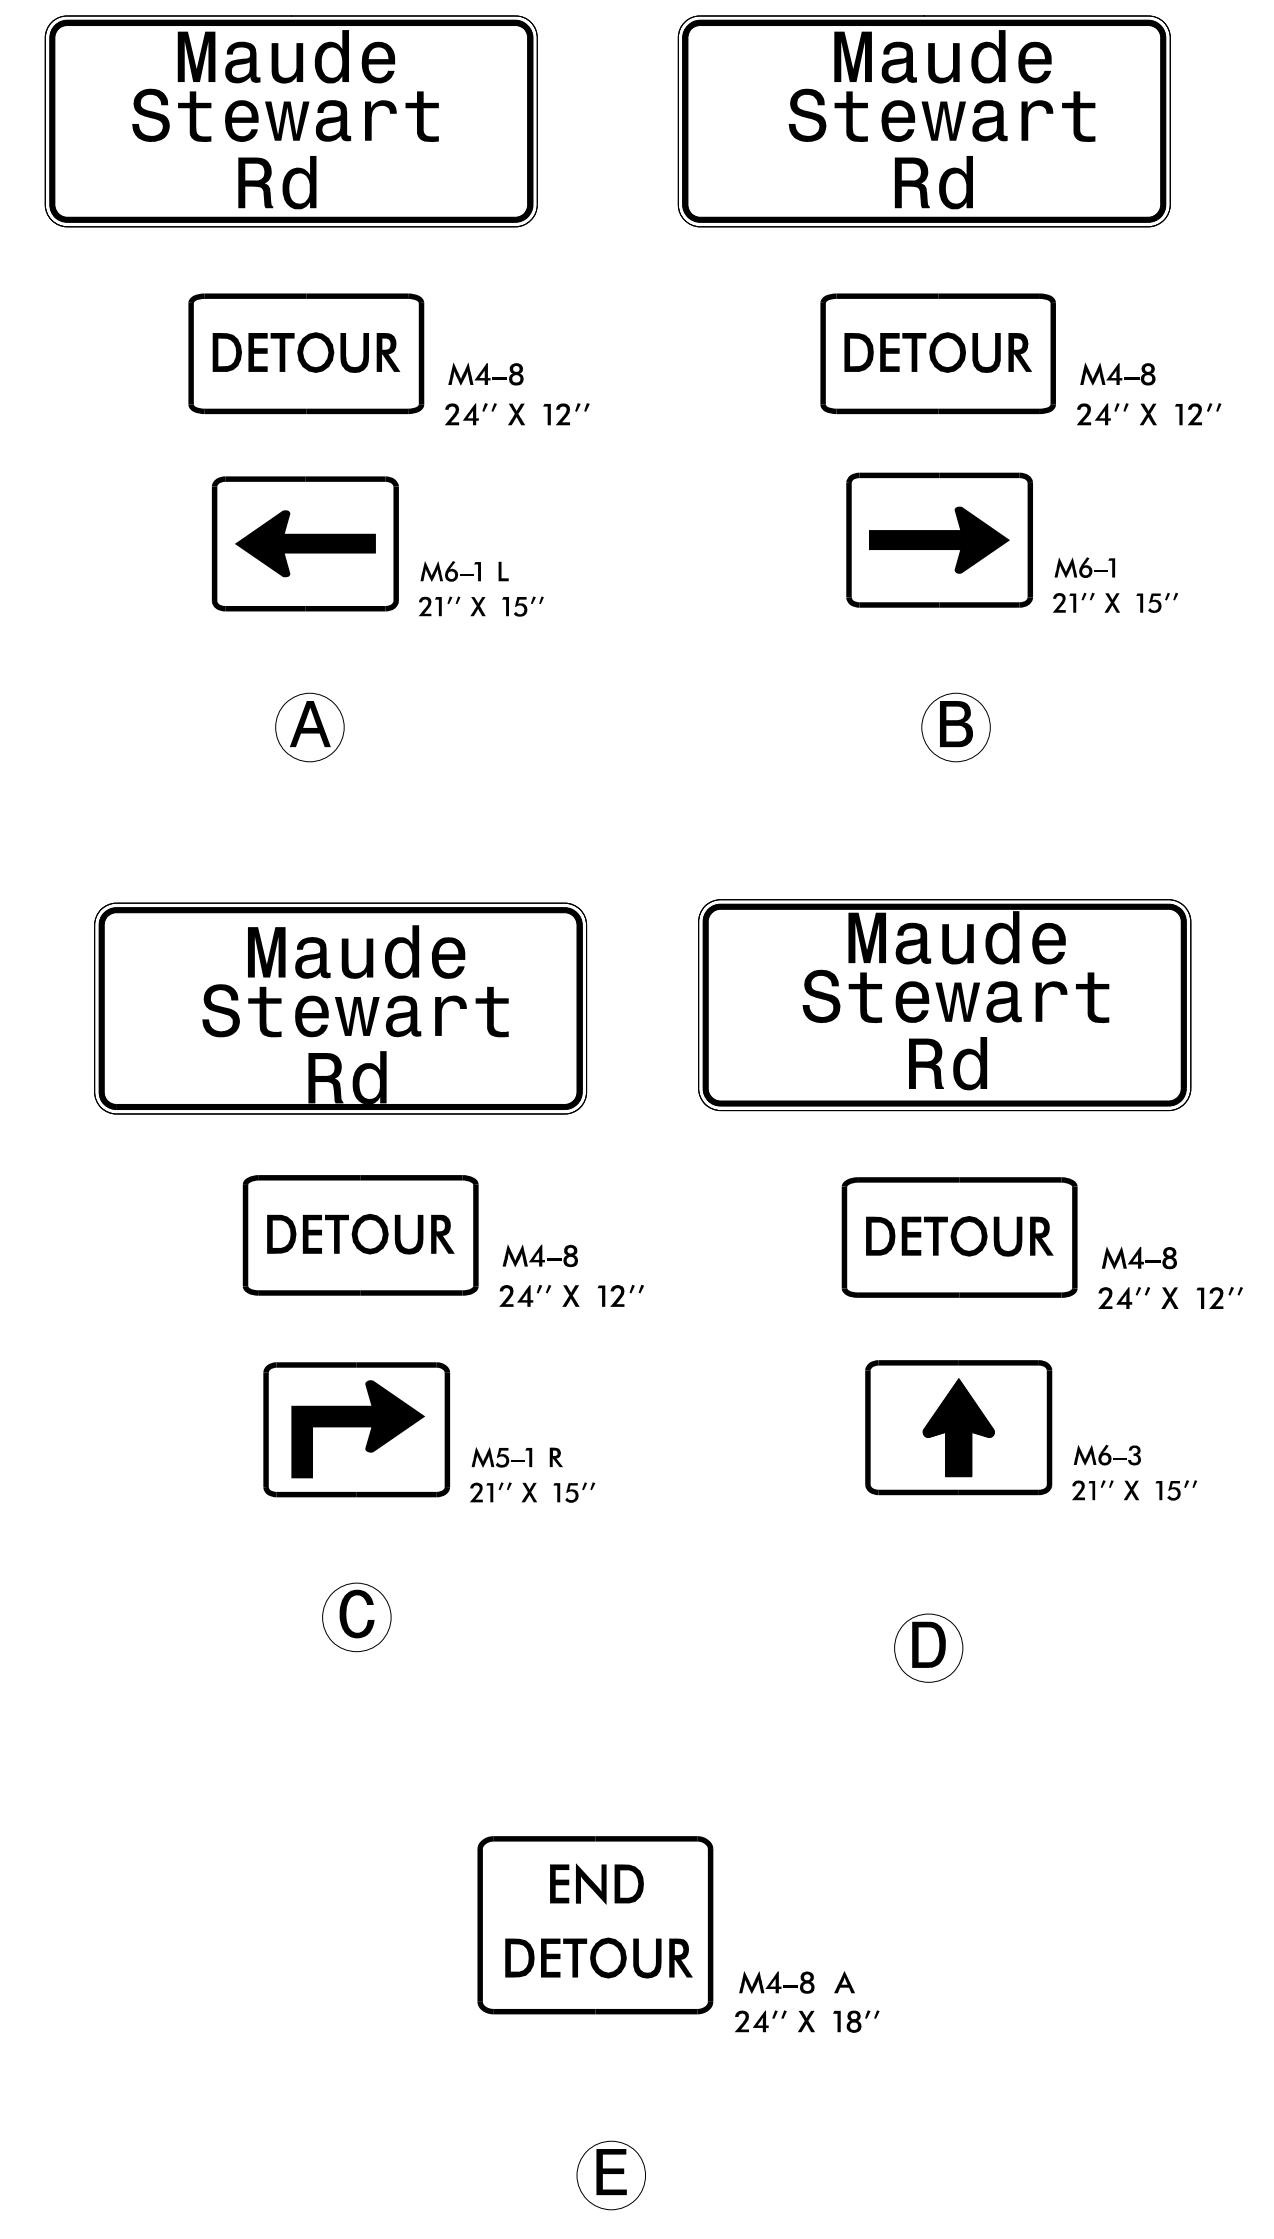 Maude
Stewart
Rd
DETOUR
M4–8
24'' X 12''
M6–1 L
21'' X 15''
A
Maude
Stewart
Rd
DETOUR
M4–8
24'' X 12''
M6–1
21'' X 15''
B
Maude
Stewart
Rd
DETOUR
M4–8
24'' X 12''
M5–1 R
21'' X 15''
C
Maude
Stewart
Rd
DETOUR
M4–8
24'' X 12''
M6–3
21'' X 15''
D
END
DETOUR
M4–8 A
24'' X 18''
E